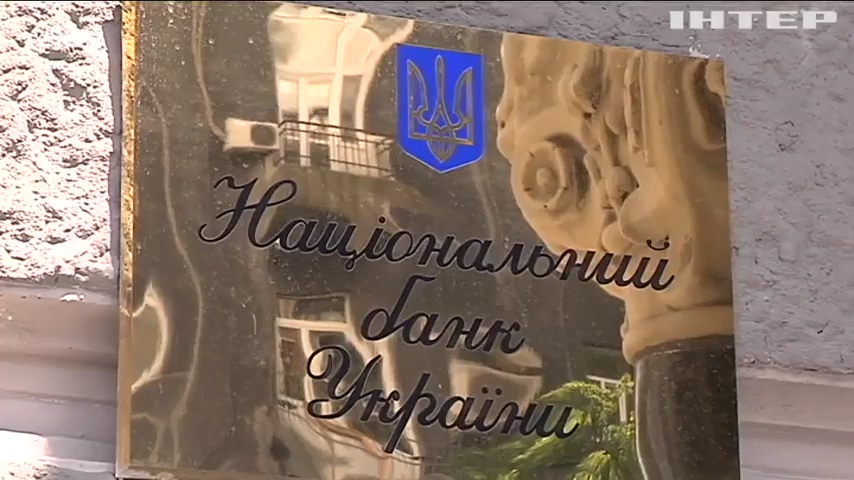 ІНТЕР
Національний
банк
України